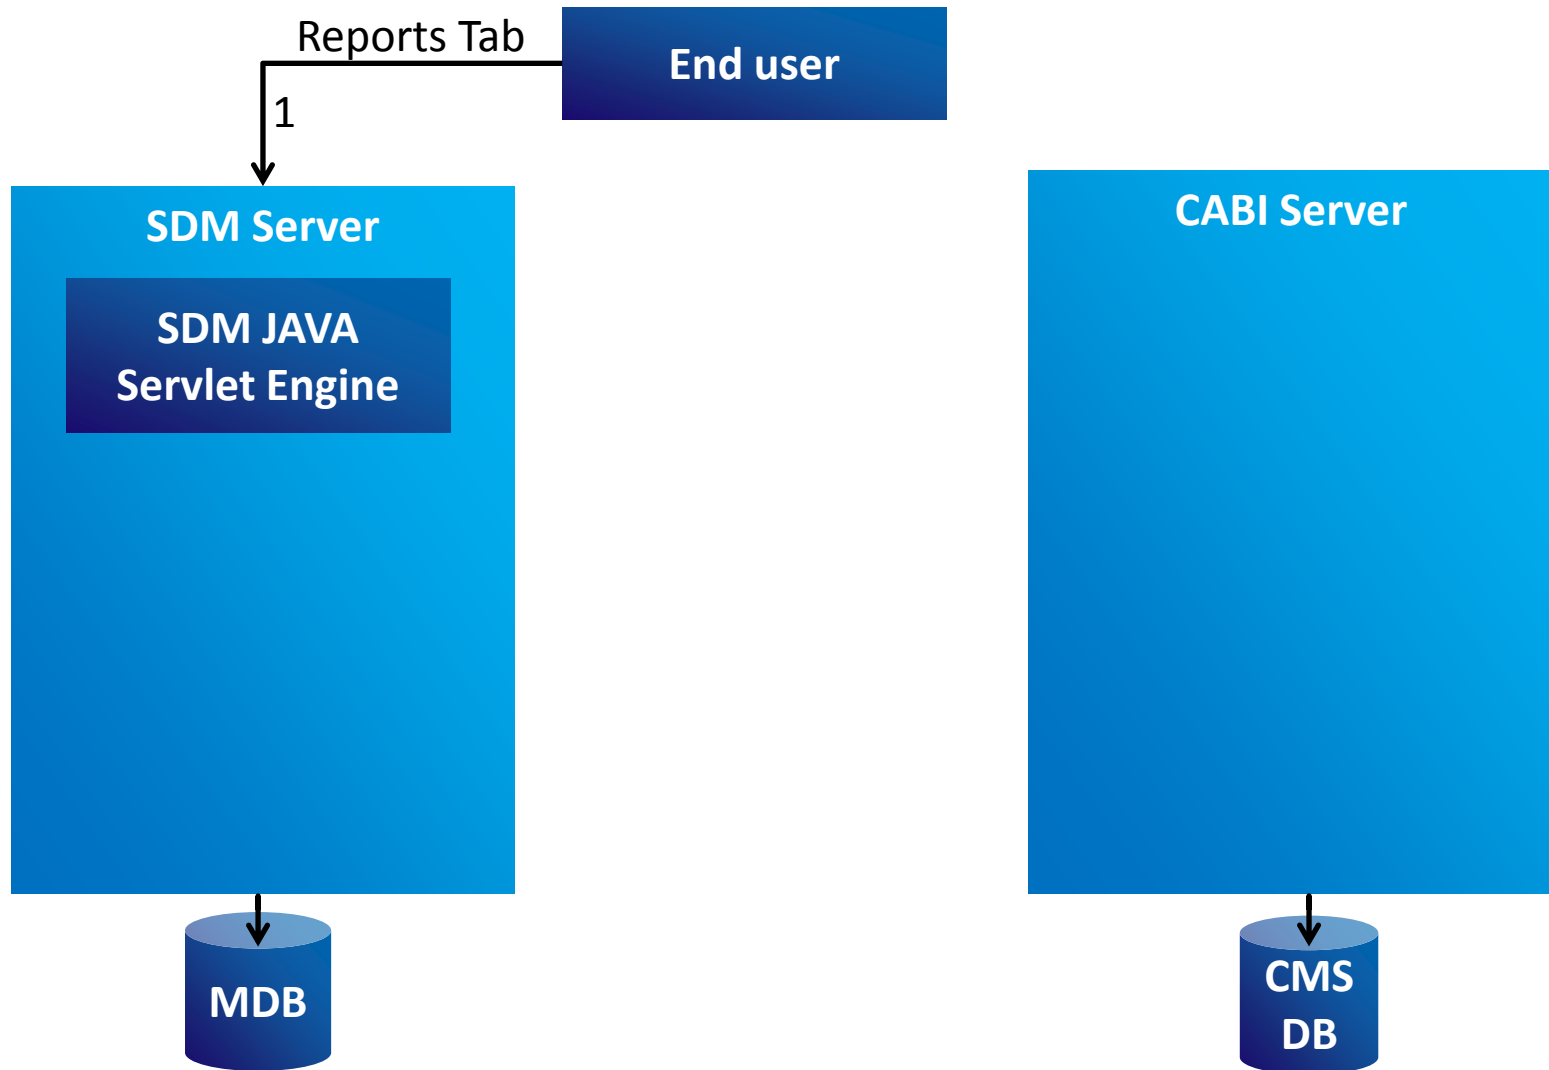 Reports Tab
End user
1
SDM Server
CABI Server
SDM JAVA
Servlet Engine
MDB
CMS
DB